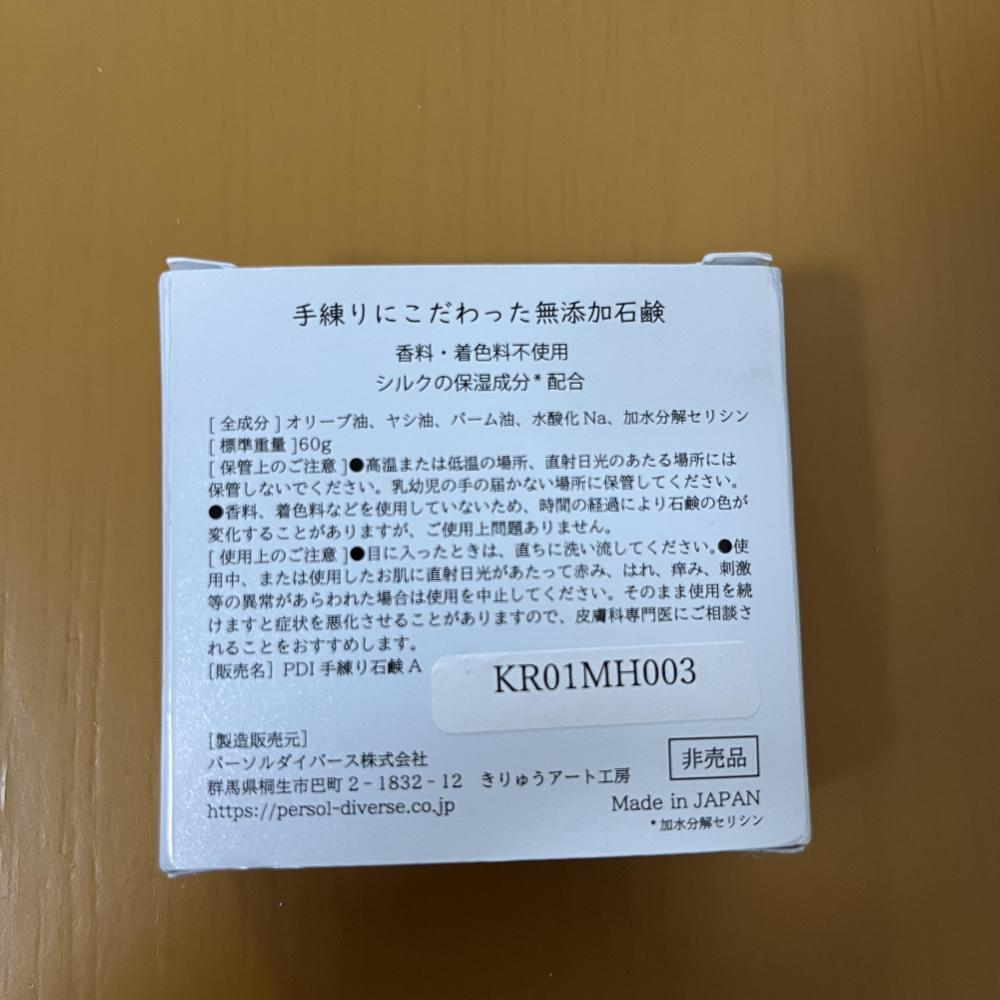 手練りにこだわった無添加石鹸
香料・着色料不使用
シルクの保湿成分*配合
[ 全成分 ] オリーブ油、ヤシ油、パーム油、水酸化 Na、加水分解セリシン
[ 標準重量 ]60g
[ 保管上のご注意 ]●高温または低温の場所、直射日光のあたる場所には
保管しないでください。乳幼児の手の届かない場所に保管してください。
●香料、着色料などを使用していないため、時間の経過により石鹸の色が
変化することがありますが、ご使用上問題ありません。
[ 使用上のご注意 ]●目に入ったときは、直ちに洗い流してください。●使
用中、または使用したお肌に直射日光があたって赤み、はれ、痒み、刺激
等の異常があらわれた場合は使用を中止してください。そのまま使用を続
けますと症状を悪化させることがありますので、皮膚科専門医にご相談さ
れることをおすすめします。
[販売名] PDI 手練り石鹸 A
KR01MH003
[製造販売元]
パーソルダイバース株式会社
群馬県桐生市巴町 2 - 1832 - 12 きりゅうアート工房
https://persol-diverse.co.jp
非売品
Made in JAPAN
*加水分解セリシン